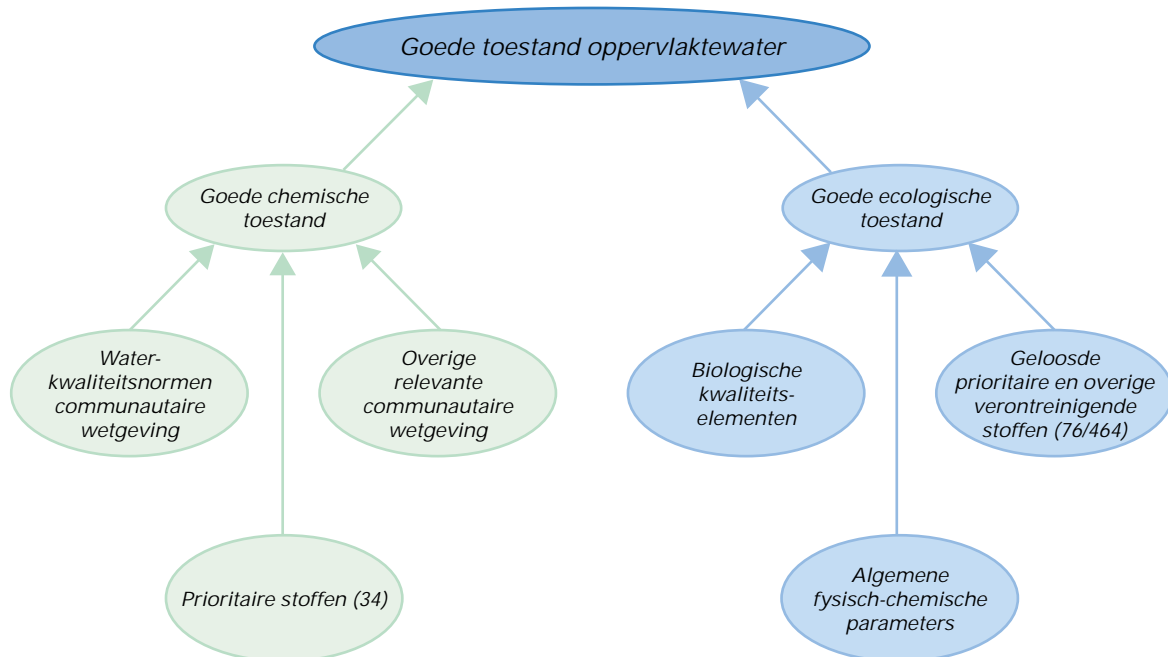 Goede toestand oppervlaktewater
Goede chemische
toestand
Goede ecologische
toestand
Water-
kwaliteitsnormen
communautaire
wetgeving
Overige
relevante
communautaire
wetgeving
Biologische
kwaliteits-
elementen
Geloosde
prioritaire en overige
verontreinigende
stoffen (76/464)
Prioritaire stoffen (34)
Algemene
fysisch-chemische
parameters